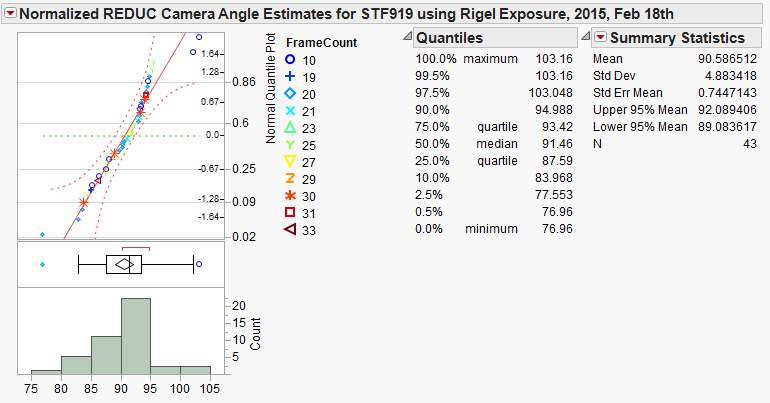 Normalized REDUC Camera Angle Estimates for STF919 using Rigel Exposure, 2015, Feb 18th
1.64
1.28
0.67
0.0
-0.67
-1.28
-1.64
0.86
0.6
0.25
0.09
0.02
Normal Quantile Plot
20
15
10
5
Count
75 80 85 90 95 100 105
FrameCount
10
19
20
21
23
25
27
29
30
31
33
Quantiles
100.0% maximum 103.16
99.5% 103.16
97.5% 103.048
90.0% 94.988
75.0% quartile 93.42
50.0% median 91.46
25.0% quartile 87.59
10.0% 83.968
2.5% 77.553
0.5% 76.96
0.0% minimum 76.96
Summary Statistics
Mean 90.586512
Std Dev 4.883418
Std Err Mean 0.7447143
Upper 95% Mean 92.089406
Lower 95% Mean 89.083617
N 43